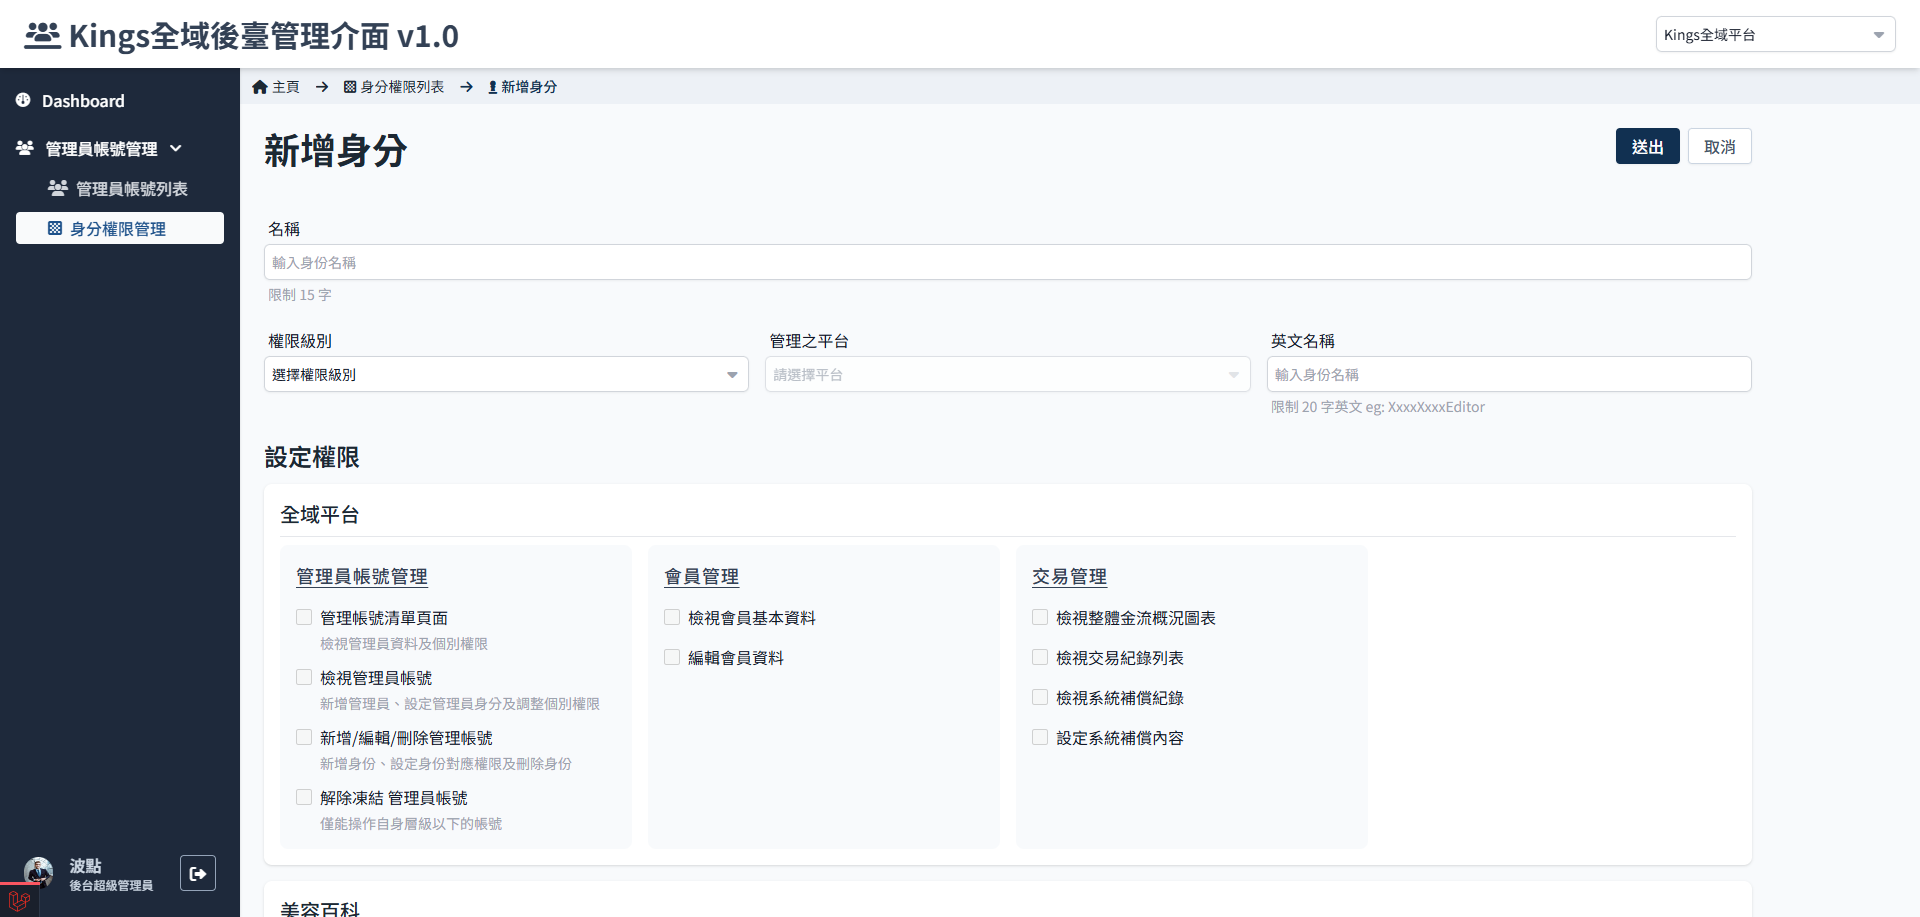 Kings全域後臺管理介面 v1.0
Kings全域平台
Dashboard
管理員帳號管理
管理員帳號列表
身分權限管理
主頁 → 身分權限列表 → 新增身分
新增身分
送出
取消
名稱
輸入身份名稱
限制 15 字
權限級別
選擇權限級別
管理之平台
請選擇平台
英文名稱
輸入身份名稱
限制 20 字英文 eg: XxxxXxxxEditor
設定權限
全域平台
管理員帳號管理
管理帳號清單頁面
檢視管理員資料及個別權限
檢視管理員帳號
新增管理員、設定管理員身分及調整個別權限
新增/編輯/刪除管理帳號
新增身份、設定身份對應權限及刪除身份
解除凍結 管理員帳號
僅能操作自身層級以下的帳號
會員管理
檢視會員基本資料
編輯會員資料
交易管理
檢視整體金流概況圖表
檢視交易紀錄列表
檢視系統補償紀錄
設定系統補償內容
美容百科
波點
後台超級管理員